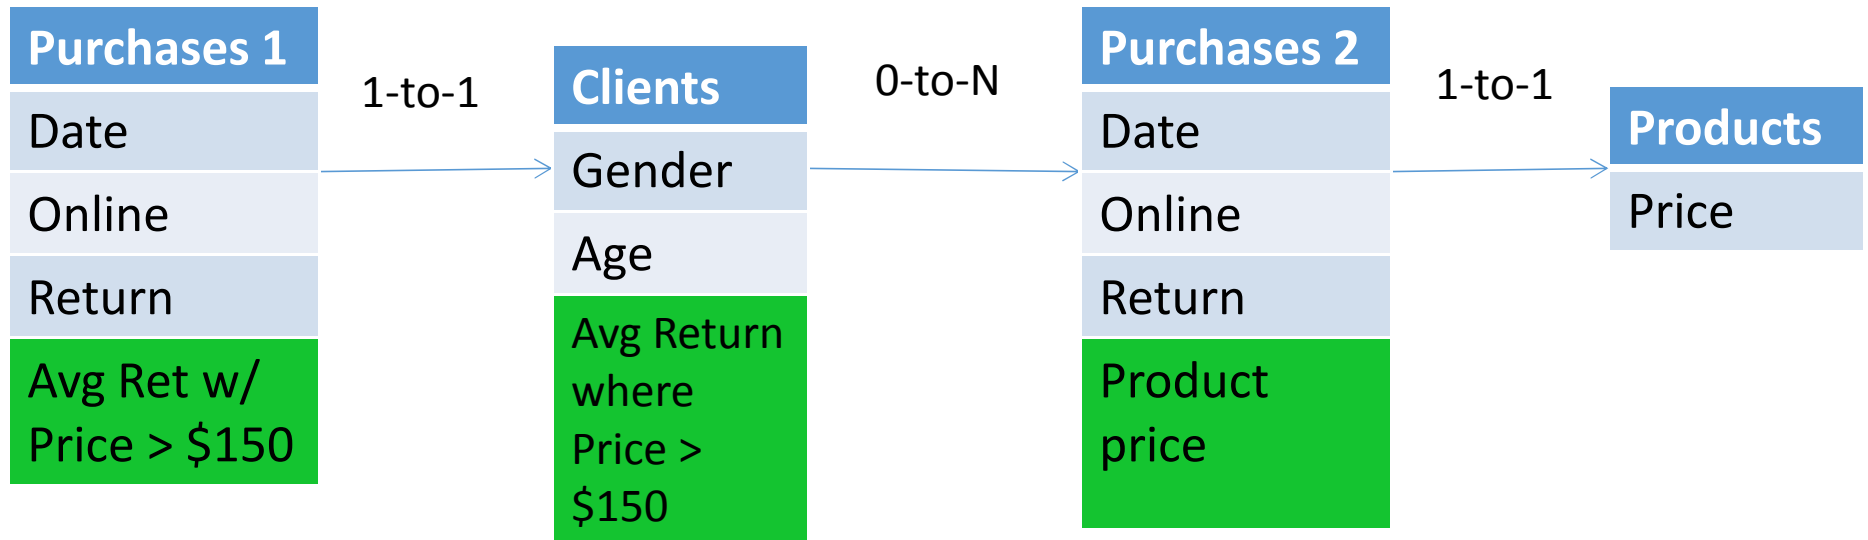 Purchases 1
Date
Online
Return
Avg Ret w/
Price > $150
1-to-1
Clients
Gender
Age
Avg Return
where
Price >
$150
0-to-N
Purchases 2
Date
Online
Return
Product
price
1-to-1
Products
Price